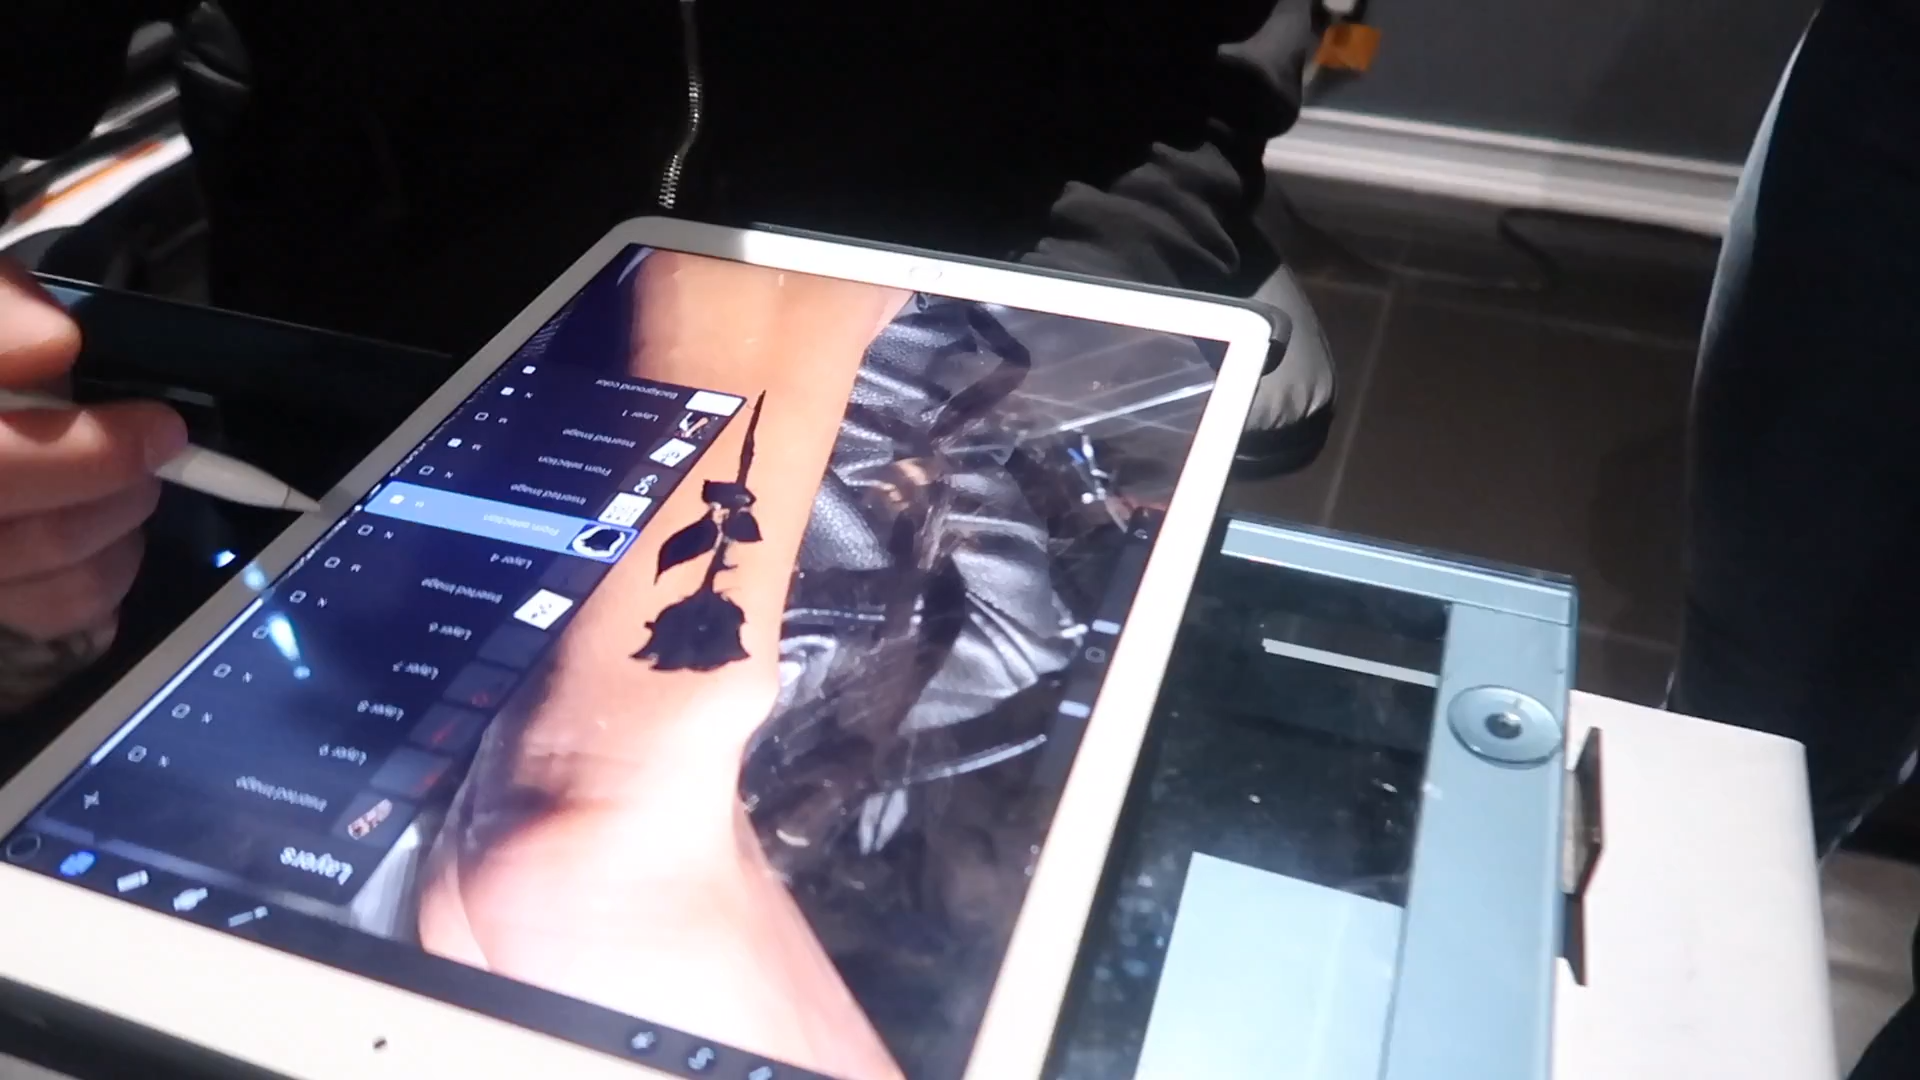 Layers
Inserted Image
Layer 9
Layer 8
Layer 7
Layer 6
Inserted Image
Layer 4
From selection
Inserted Image
From selection
Inserted Image
Layer 1
Background color